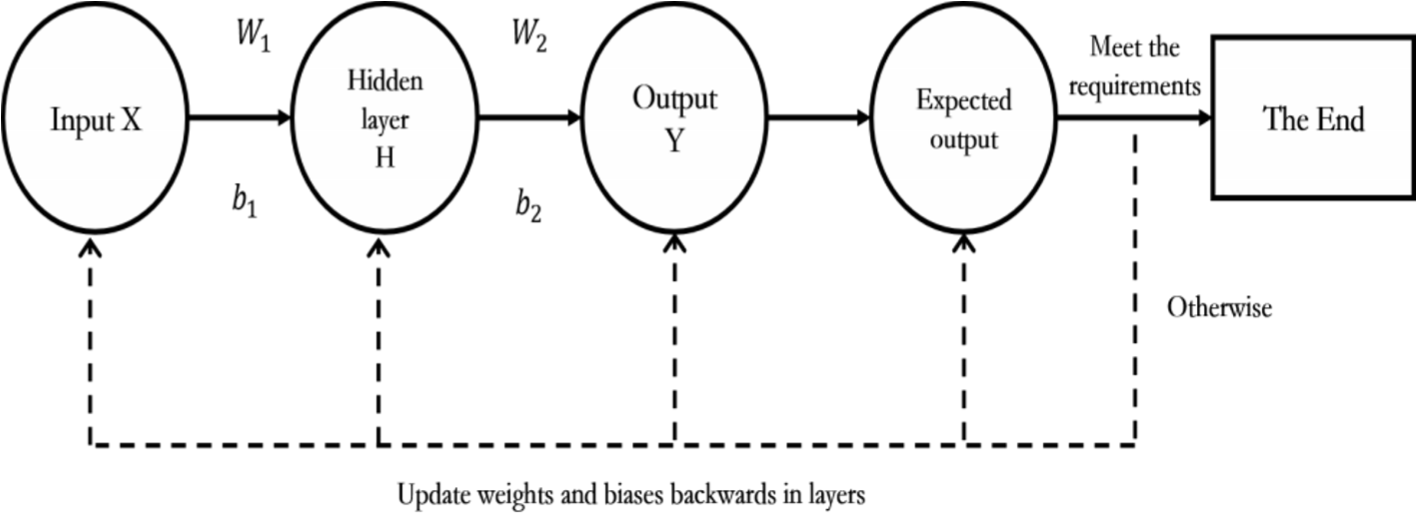 Input X
W₁
b₁
Hidden
layer
H
W₂
b₂
Output
Y
Expected
output
Meet the
requirements
The End
Otherwise
Update weights and biases backwards in layers